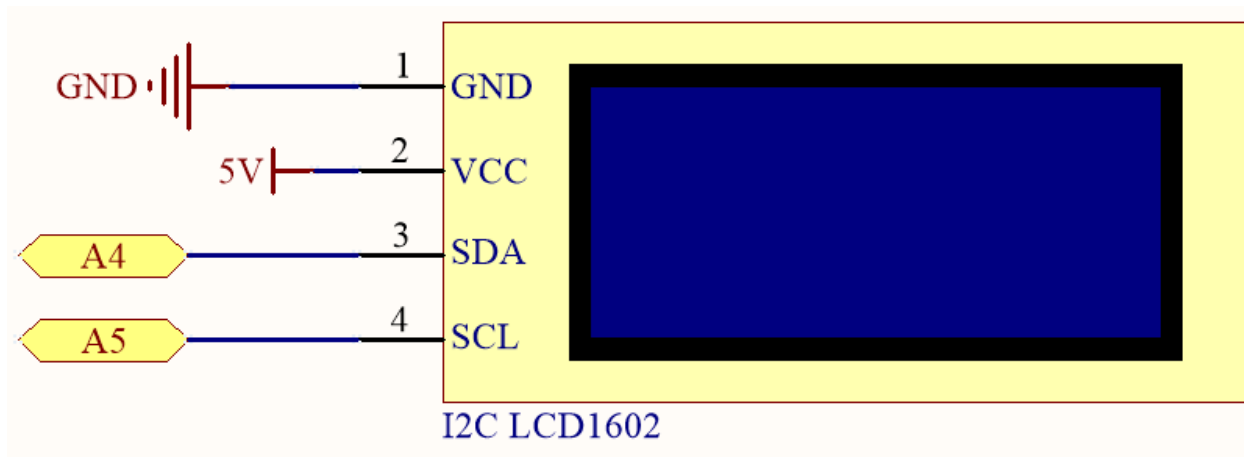 GND 1 GND
5V 2 VCC
A4 3 SDA
A5 4 SCL
I2C LCD1602